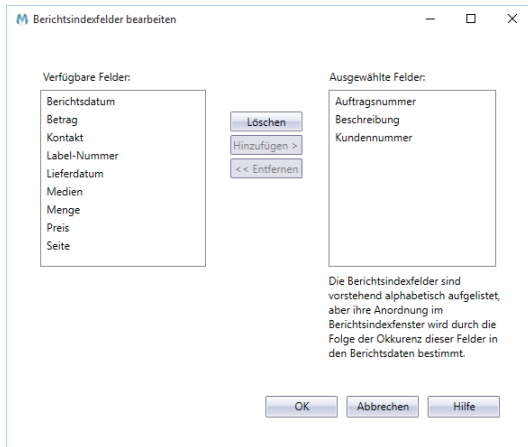 Berichtsindexfelder bearbeiten
Verfügbare Felder:
Berichtsdatum
Betrag
Kontakt
Label-Nummer
Lieferdatum
Medien
Menge
Preis
Seite
Löschen
Hinzufügen >
<< Entfernen
Ausgewählte Felder:
Auftragsnummer
Beschreibung
Kundennummer
Die Berichtsindexfelder sind
vorstehend alphabetisch aufgelistet,
aber ihre Anordnung im
Berichtsindexfenster wird durch die
Folge der Okkurenz dieser Felder in
den Berichtsdaten bestimmt.
OK
Abbrechen
Hilfe